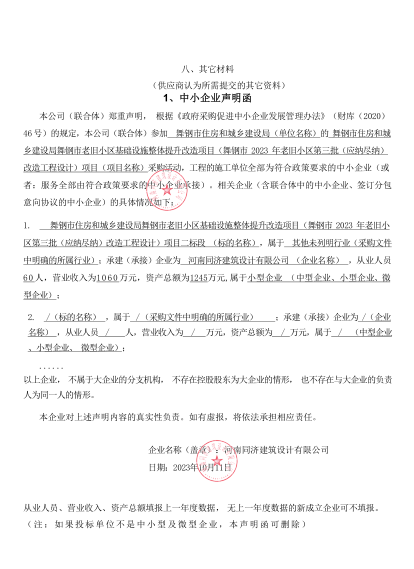 八、其它材料
（供应商认为所需提交的其它资料）
1、中小企业声明函
本公司（联合体）郑重声明， 根据《政府采购促进中小企业发展管理办法》（财库（2020）
46号）的规定，本公司（联合体）参加 舞钢市住房和城乡建设局（单位名称）的 舞钢市住房和城
乡建设局舞钢市老旧小区基础设施整体提升改造项目（舞钢市 2023 年老旧小区第三批（应纳尽纳）
改造工程设计）项目（项目名称）采购活动，工程的施工单位全部为符合政策要求的中小企业（或
者：服务全部由符合政策要求的中小企业承接）。相关企业（含联合体中的中小企业、签订分包
意向协议的中小企业）的具体情况如下：
1. 舞钢市住房和城乡建设局舞钢市老旧小区基础设施整体提升改造项目（舞钢市 2023 年老旧小
区第三批（应纳尽纳）改造工程设计）项目二标段 （标的名称），属于 其他未列明行业（采购文件
中明确的所属行业）；承建（承接）企业为 河南同济建筑设计有限公司 （企业名称） ，从业人员
60人，营业收入为1060万元，资产总额为1245万元,属于小型企业 （中型企业、小型企业、微
型企业）；
2. /（标的名称） ，属于 /（采购文件中明确的所属行业） ；承建（承接）企业为 /（企业
名称） ，从业人员 / 人，营业收入为 / 万元，资产总额为 / 万元，属于 / （中型企业
、小型企业、 微型企业）；
......
以上企业， 不属于大企业的分支机构， 不存在控股股东为大企业的情形， 也不存在与大企业的负责
人为同一人的情形。
本企业对上述声明内容的真实性负责。如有虚报，将依法承担相应责任。
企业名称（盖章）：河南同济建筑设计有限公司
日期：2023年10月11日
从业人员、营业收入、资产总额填报上一年度数据， 无上一年度数据的新成立企业可不填报。
（注：如果投标单位不是中小型及微型企业，本声明函可删除）